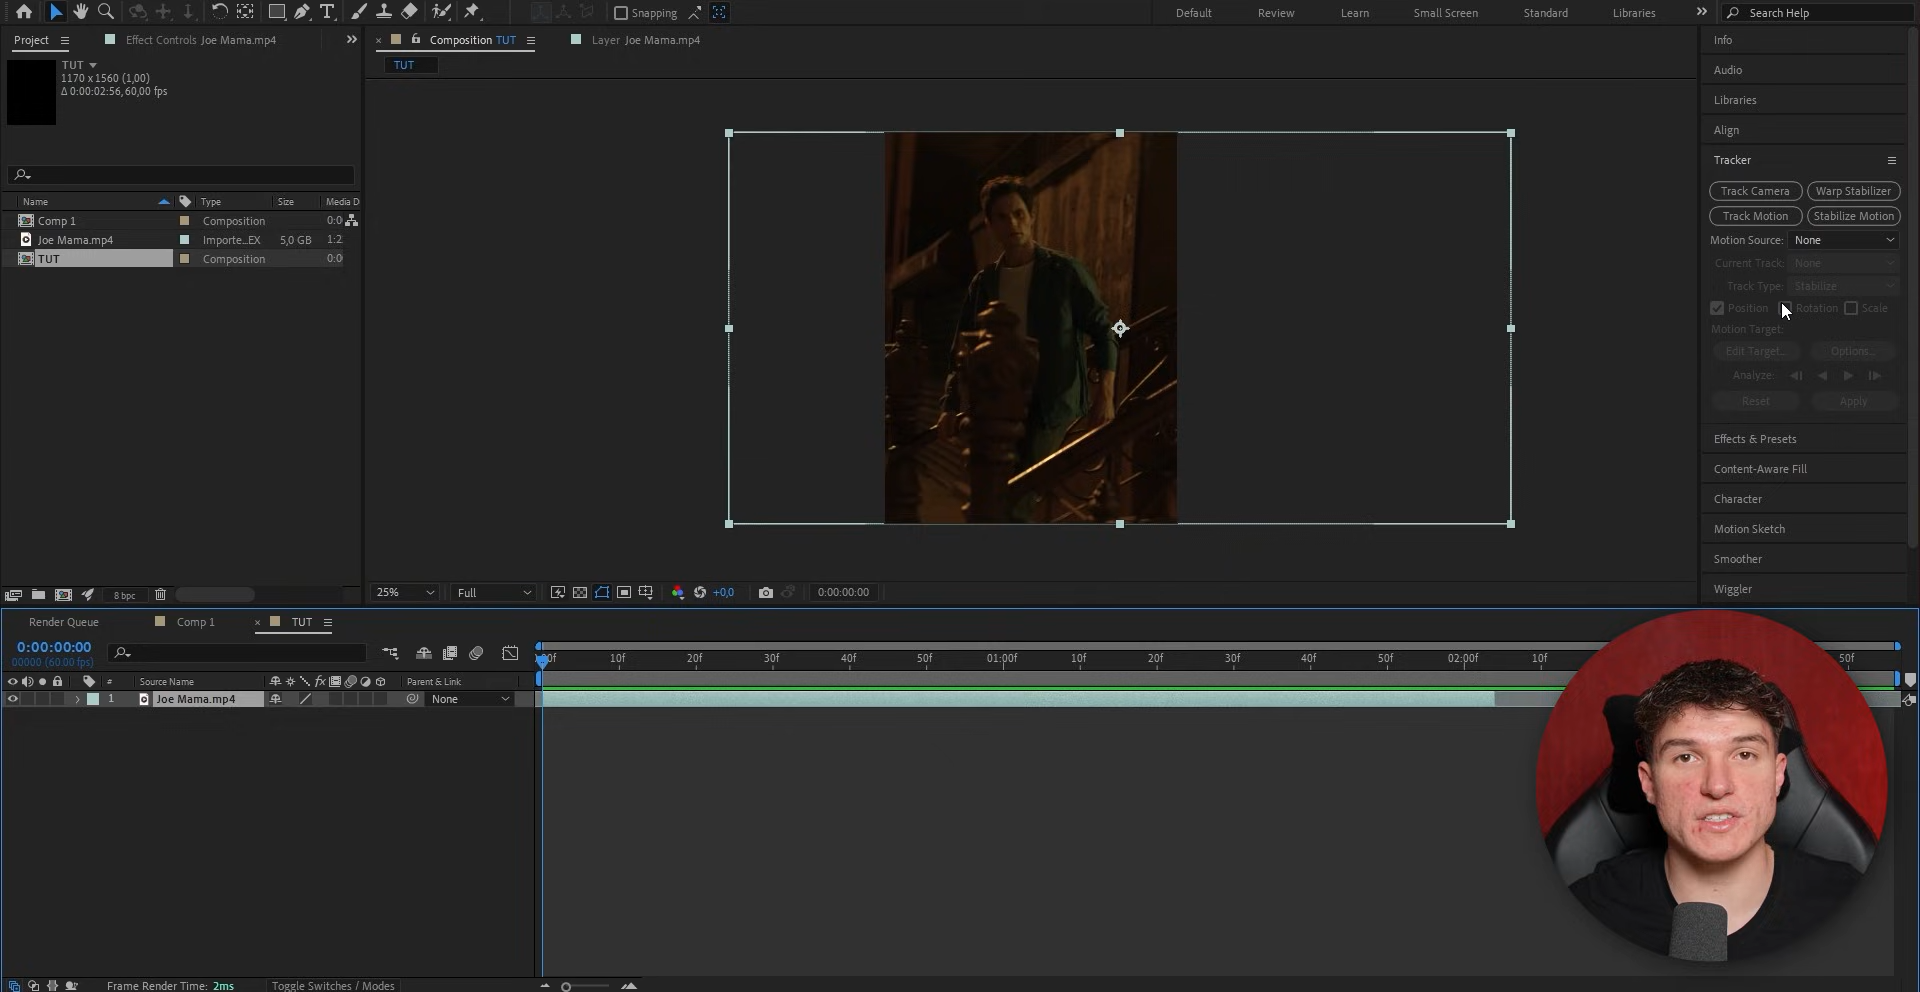 Snapping
Default
Review
Learn
Small Screen
Standard
Libraries
Search Help
Project
Effect Controls Joe Mama.mp4
Composition TUT
Layer Joe Mama.mp4
TUT
TUT
1170 x 1560 (1,00)
Δ 0:00:02:56, 60,00 fps
Name
Type
Size
Media D
Comp 1
Composition
0:0
Joe Mama.mp4
Importe...EX
5,0 GB
1:2
TUT
Composition
0:0
Info
Audio
Libraries
Align
Tracker
Track Camera
Warp Stabilizer
Track Motion
Stabilize Motion
Motion Source: None
Current Track: None
Track Type: Stabilize
Position
Rotation
Scale
Motion Target:
Edit Target...
Options...
Analyze:
Reset
Apply
Effects & Presets
Content-Aware Fill
Character
Motion Sketch
Smoother
Wiggler
8 bpc
25%
Full
+0,0
0:00:00:00
Render Queue
Comp 1
TUT
0:00:00:00
00000 (60.00 fps)
:00f
10f
20f
30f
40f
50f
01:00f
10f
20f
30f
40f
50f
02:00f
10f
50f
#
Source Name
fx
Parent & Link
1
Joe Mama.mp4
None
Frame Render Time: 2ms
Toggle Switches / Modes